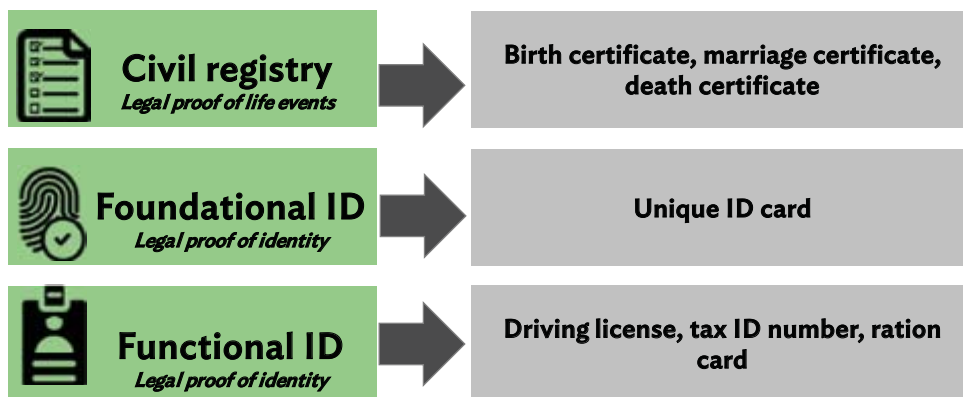 Civil registry
Legal proof of life events
Birth certificate, marriage certificate,
death certificate
Foundational ID
Legal proof of identity
Unique ID card
Functional ID
Legal proof of identity
Driving license, tax ID number, ration
card